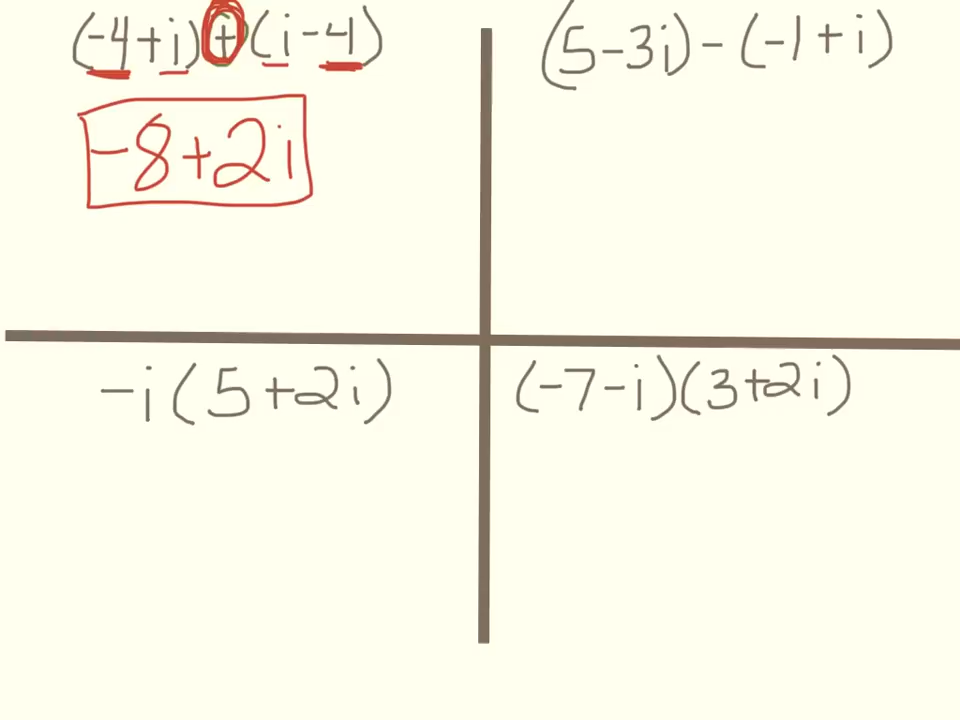 (-4+i)+(i-4)
-8+2i
(5-3i)-(-1+i)
-i(5+2i)
(-7-i)(3+2i)